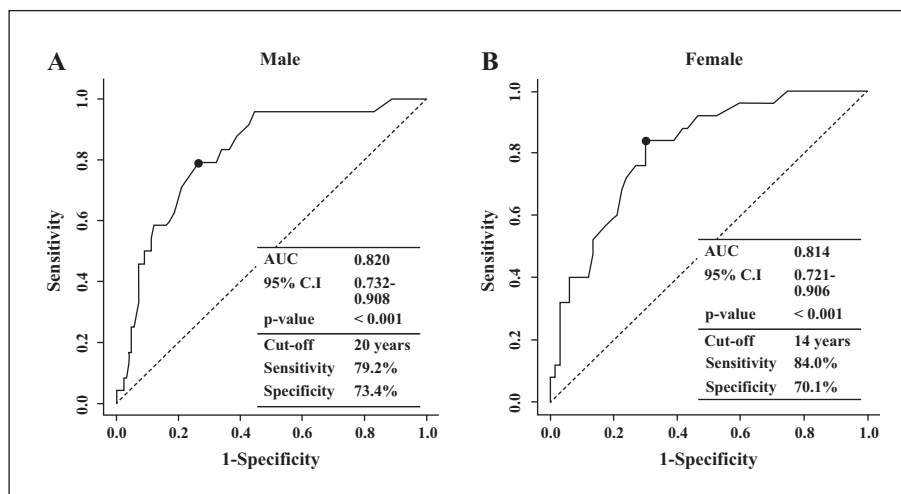 A
Male
1.0
0.8
0.6
0.4
0.2
0.0
Sensitivity
AUC 0.820
95% C.I 0.732-
0.908
p-value < 0.001
Cut-off 20 years
Sensitivity 79.2%
Specificity 73.4%
0.0 0.2 0.4 0.6 0.8 1.0
1-Specificity
B
Female
1.0
0.8
0.6
0.4
0.2
0.0
Sensitivity
AUC 0.814
95% C.I 0.721-
0.906
p-value < 0.001
Cut-off 14 years
Sensitivity 84.0%
Specificity 70.1%
0.0 0.2 0.4 0.6 0.8 1.0
1-Specificity